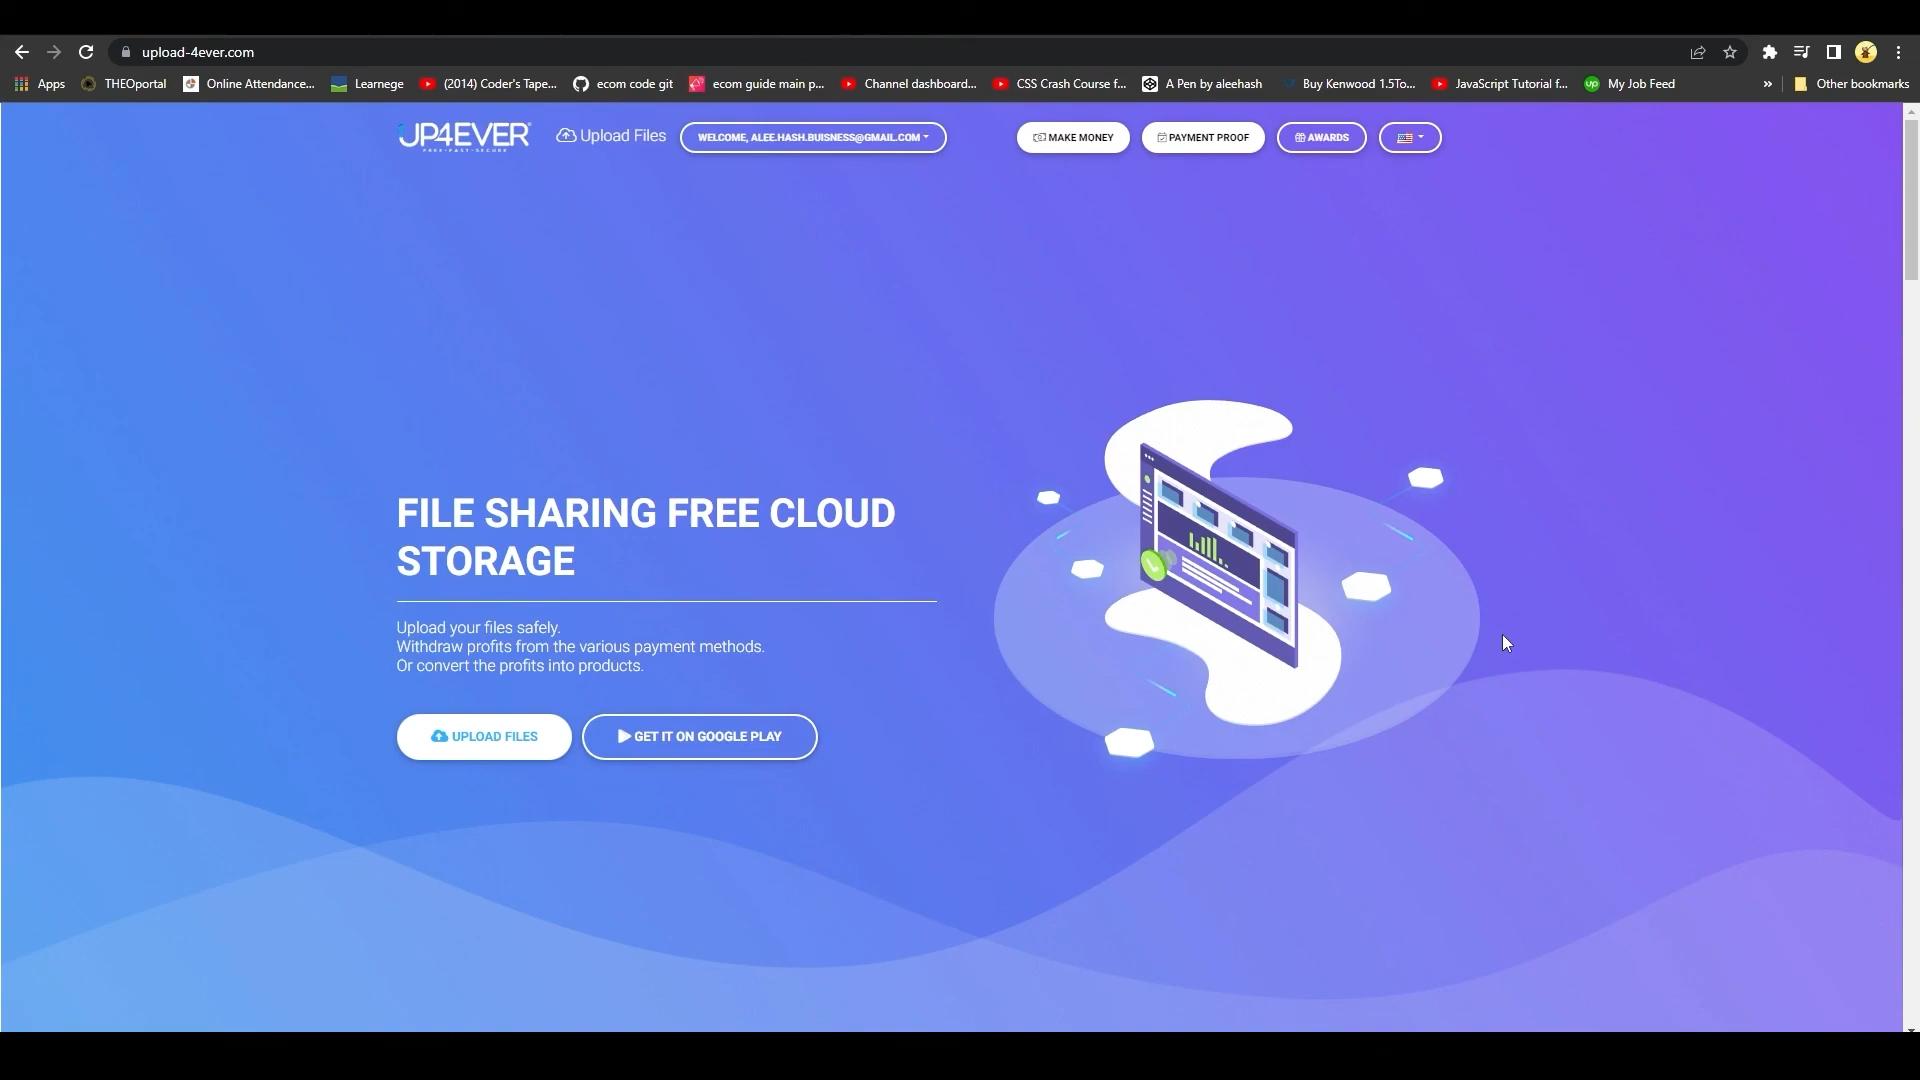 upload-4ever.com
Apps
THEOportal
Online Attendance...
Learnege
(2014) Coder's Tape...
ecom code git
ecom guide main p...
Channel dashboard...
CSS Crash Course f...
A Pen by aleehash
Buy Kenwood 1.5To...
JavaScript Tutorial f...
up
My Job Feed
»
Other bookmarks
UP4EVER
FREE•FAST•SECURE
Upload Files
WELCOME, ALEE.HASH.BUISNESS@GMAIL.COM
MAKE MONEY
PAYMENT PROOF
AWARDS
FILE SHARING FREE CLOUD
STORAGE
Upload your files safely.
Withdraw profits from the various payment methods.
Or convert the profits into products.
UPLOAD FILES
GET IT ON GOOGLE PLAY